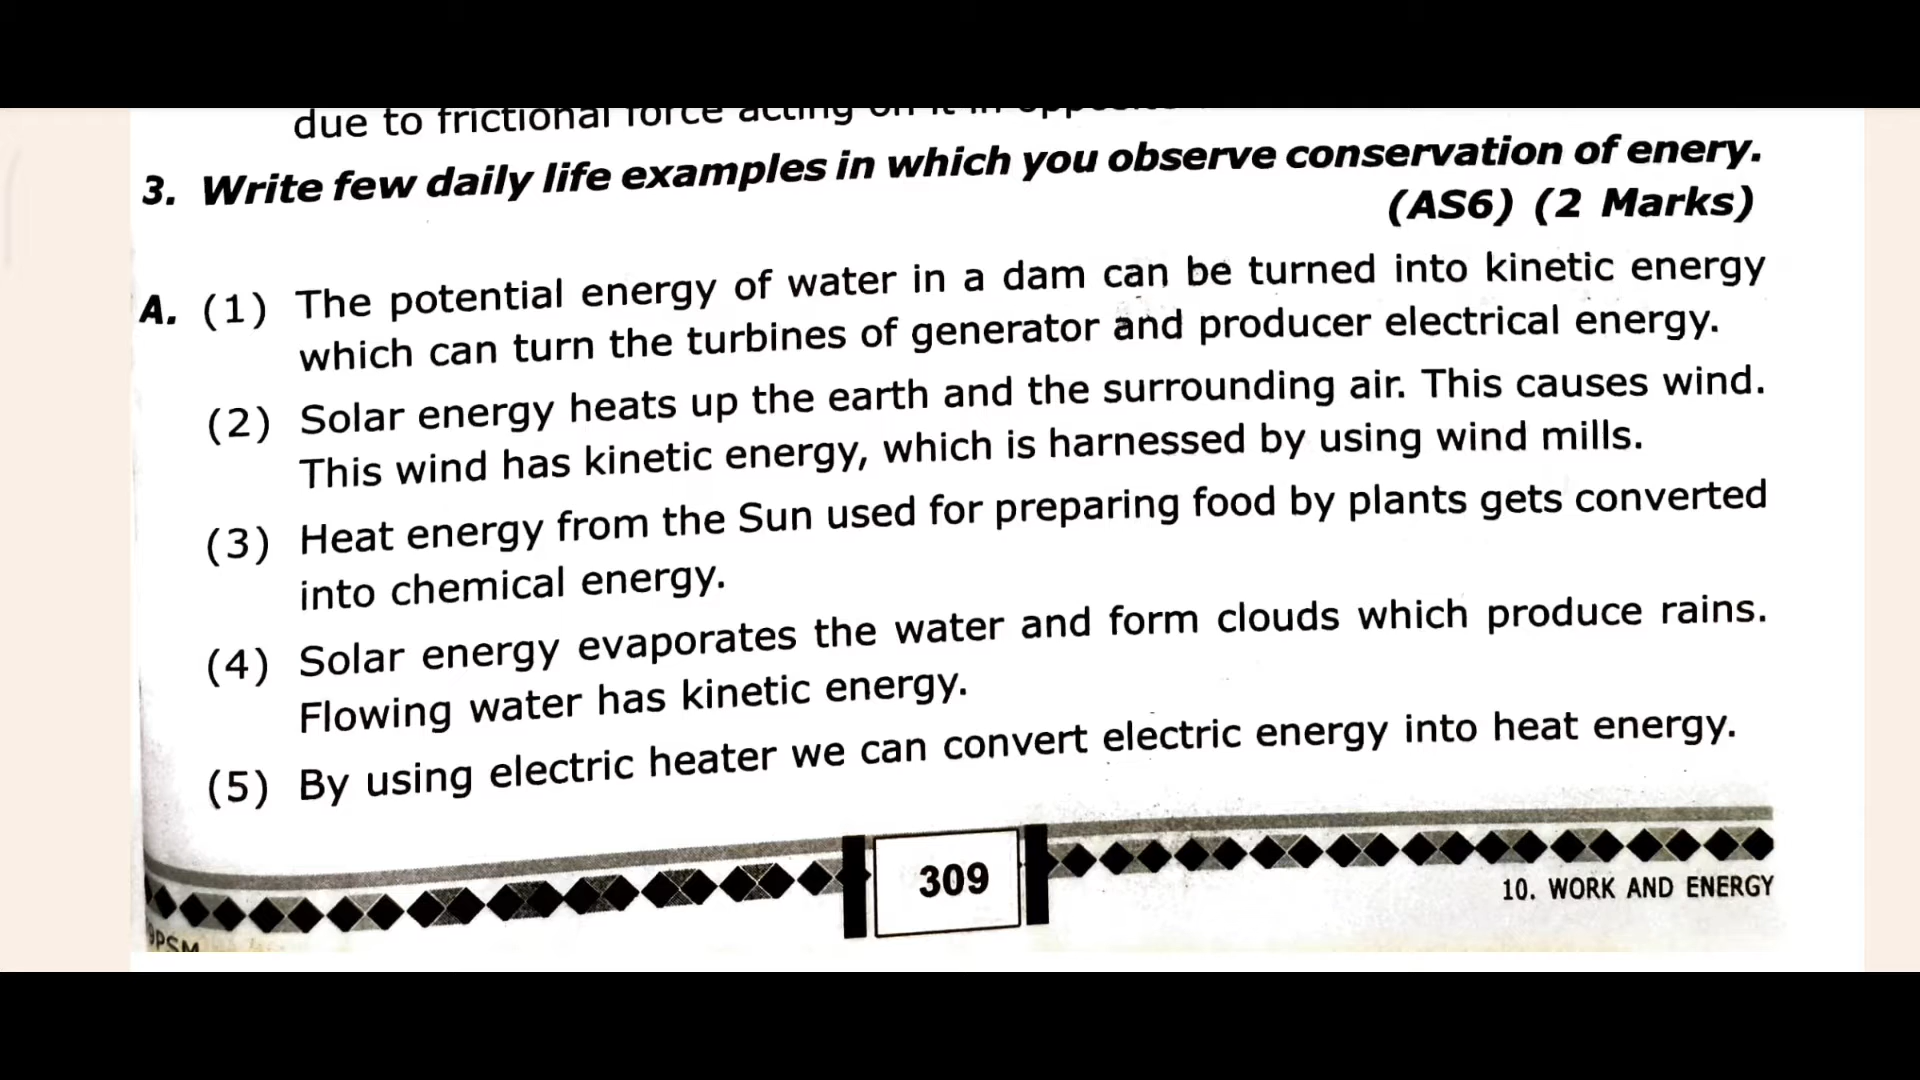 due to frictional force acting on it in
3. Write few daily life examples in which you observe conservation of enery.
(AS6) (2 Marks)
A. (1) The potential energy of water in a dam can be turned into kinetic energy
which can turn the turbines of generator and producer electrical energy.
(2) Solar energy heats up the earth and the surrounding air. This causes wind.
This wind has kinetic energy, which is harnessed by using wind mills.
(3) Heat energy from the Sun used for preparing food by plants gets converted
into chemical energy.
(4) Solar energy evaporates the water and form clouds which produce rains.
Flowing water has kinetic energy.
(5) By using electric heater we can convert electric energy into heat energy.
309
10. WORK AND ENERGY